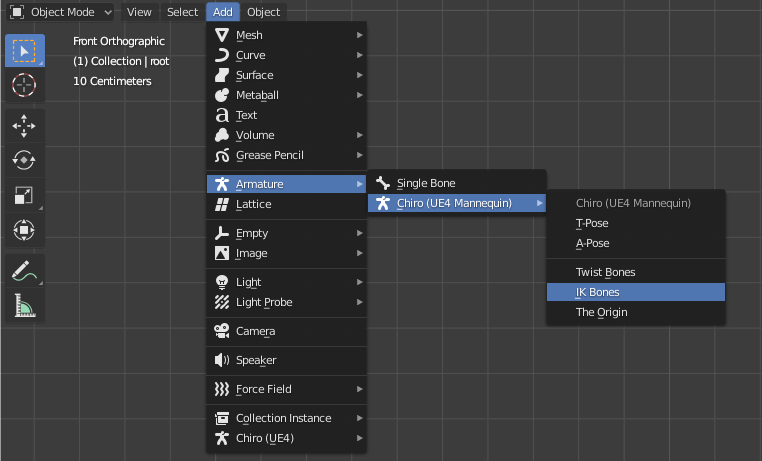 Object Mode View Select Add Object
Front Orthographic
(1) Collection | root
10 Centimeters
Mesh
Curve
Surface
Metaball
Text
Volume
Grease Pencil
Armature
Lattice
Empty
Image
Light
Light Probe
Camera
Speaker
Force Field
Collection Instance
Chiro (UE4)
Single Bone
Chiro (UE4 Mannequin)
Chiro (UE4 Mannequin)
T-Pose
A-Pose
Twist Bones
IK Bones
The Origin